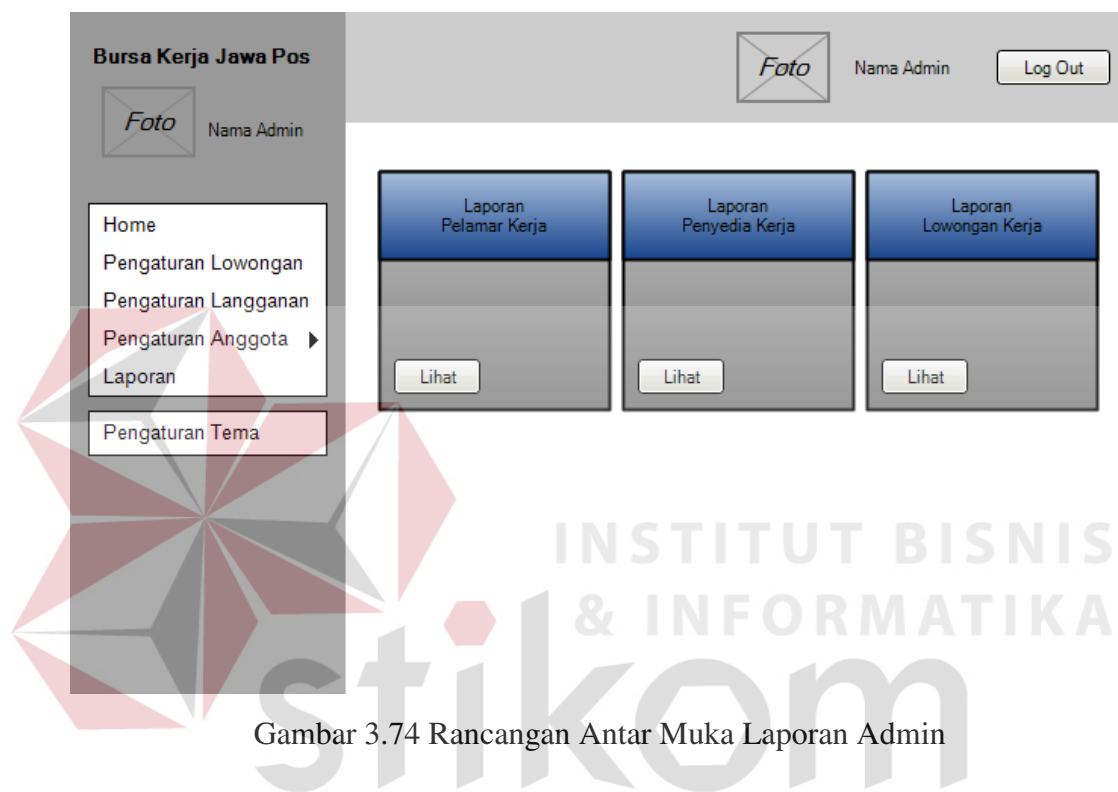 Bursa Kerja Jawa Pos
Foto
Nama Admin
Foto
Nama Admin
Log Out
Home
Pengaturan Lowongan
Pengaturan Langganan
Pengaturan Anggota
Laporan
Pengaturan Tema
Laporan
Pelamar Kerja
Lihat
Laporan
Penyedia Kerja
Lihat
Laporan
Lowongan Kerja
Lihat
INSTITUT BISNIS
& INFORMATIKA
stikom
Gambar 3.74 Rancangan Antar Muka Laporan Admin